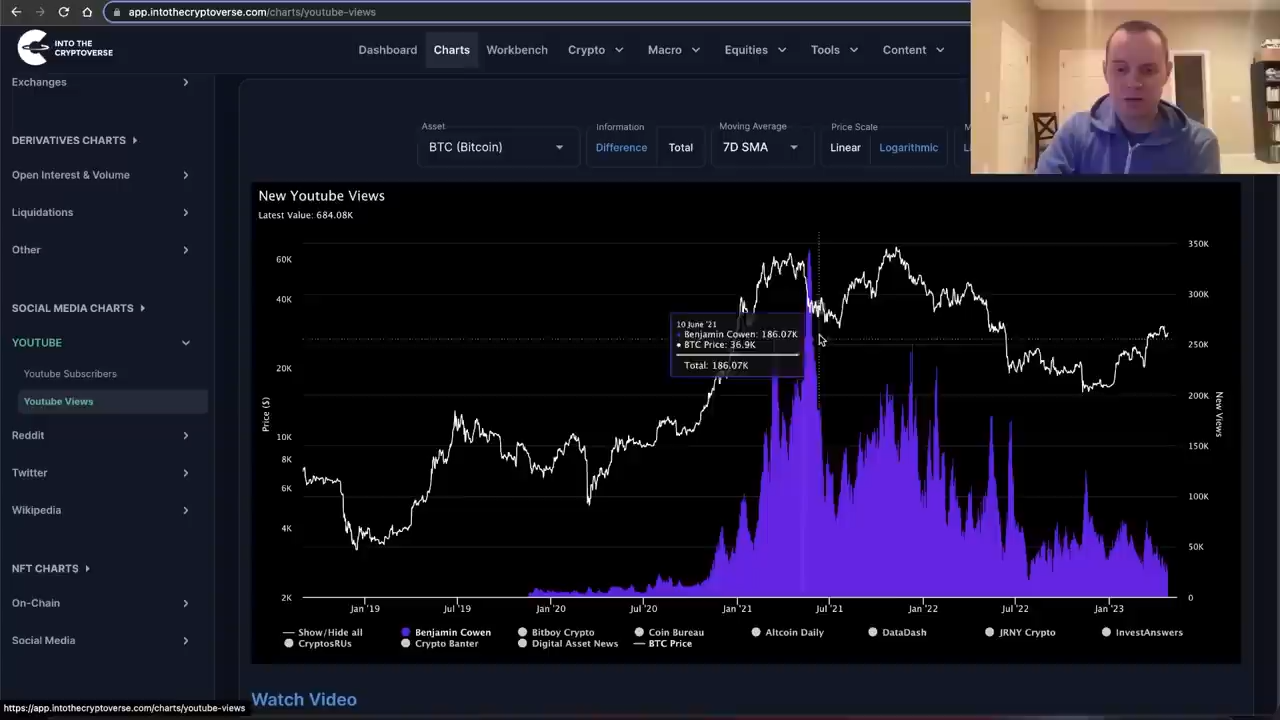 app.intothecryptoverse.com/charts/youtube-views
INTO THE
CRYPTOVERSE
Dashboard Charts Workbench Crypto Macro Equities Tools Content
Exchanges
DERIVATIVES CHARTS
Open Interest & Volume
Liquidations
Other
SOCIAL MEDIA CHARTS
YOUTUBE
Youtube Subscribers
Youtube Views
Reddit
Twitter
Wikipedia
NFT CHARTS
On-Chain
Social Media
Asset Information Moving Average Price Scale
BTC (Bitcoin) Difference Total 7D SMA Linear Logarithmic
New Youtube Views
Latest Value: 684.08K
60K
40K
20K
10K
8K
6K
4K
2K
Price ($)
10 June '21
Benjamin Cowen: 186.07K
BTC Price: 36.9K
Total: 186.07K
350K
300K
250K
200K
150K
100K
50K
0
New Views
Jan '19 Jul '19 Jan '20 Jul '20 Jan '21 Jul '21 Jan '22 Jul '22 Jan '23
Show/Hide all Benjamin Cowen Bitboy Crypto Coin Bureau Altcoin Daily DataDash JRNY Crypto InvestAnswers
CryptosRUs Crypto Banter Digital Asset News BTC Price
Watch Video
https://app.intothecryptoverse.com/charts/youtube-views